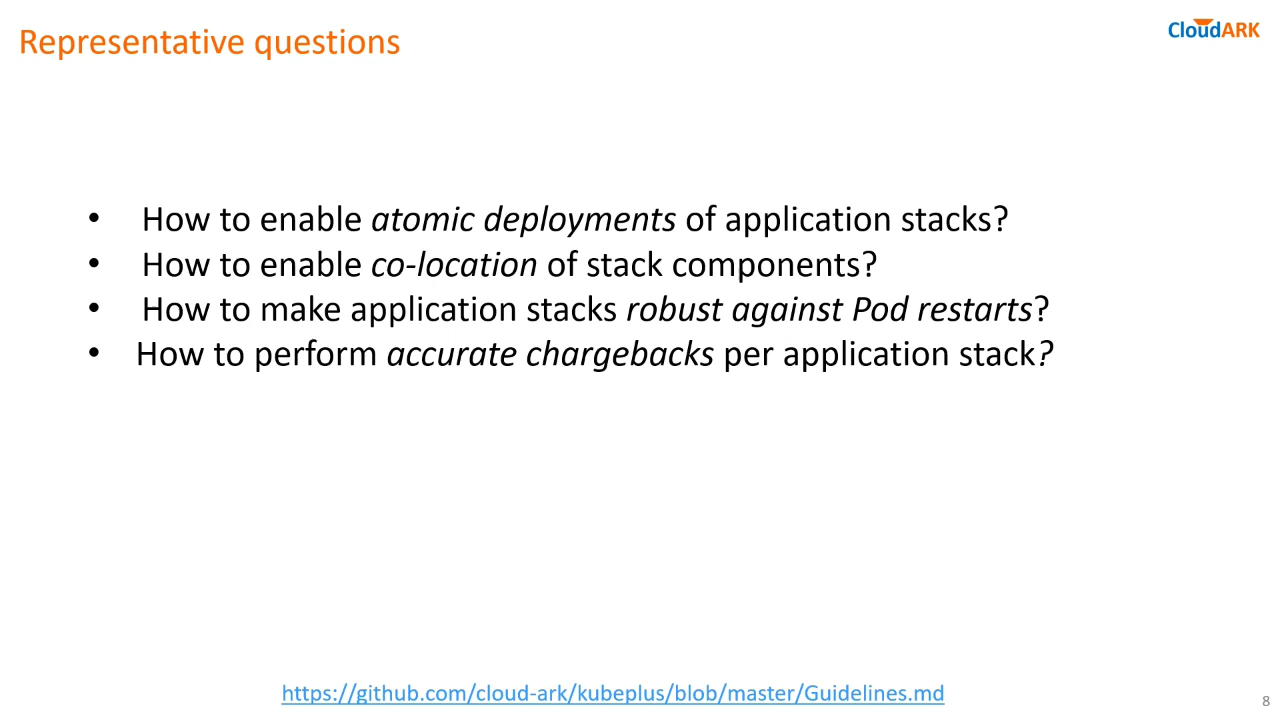 Representative questions
CloudARK
• How to enable atomic deployments of application stacks?
• How to enable co-location of stack components?
• How to make application stacks robust against Pod restarts?
• How to perform accurate chargebacks per application stack?
https://github.com/cloud-ark/kubeplus/blob/master/Guidelines.md
8